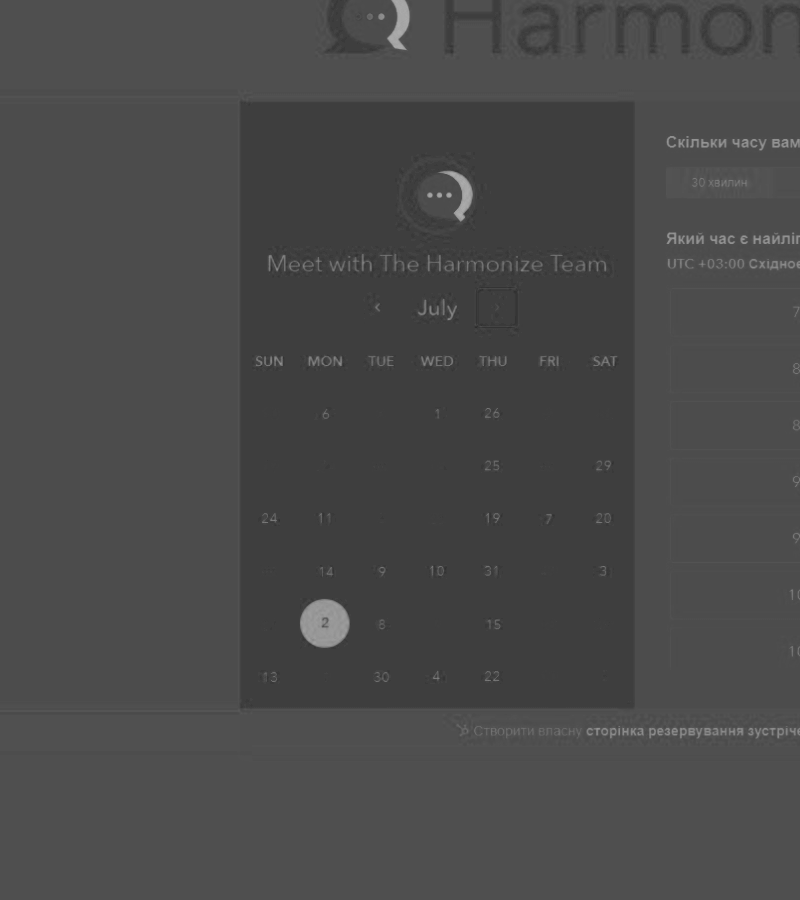 Harmon
Скільки часу вам
30 хвилин
Meet with The Harmonize Team
Який час є найліп
UTC +03:00 Східноє
‹ July ›
SUN MON TUE WED THU FRI SAT
6 1 26
25 29
24 11 19 7 20
14 9 10 31 3
2 8 15
13 30 4 22
7
8
8
9
9
10
10
Створити власну сторінка резервування зустріче